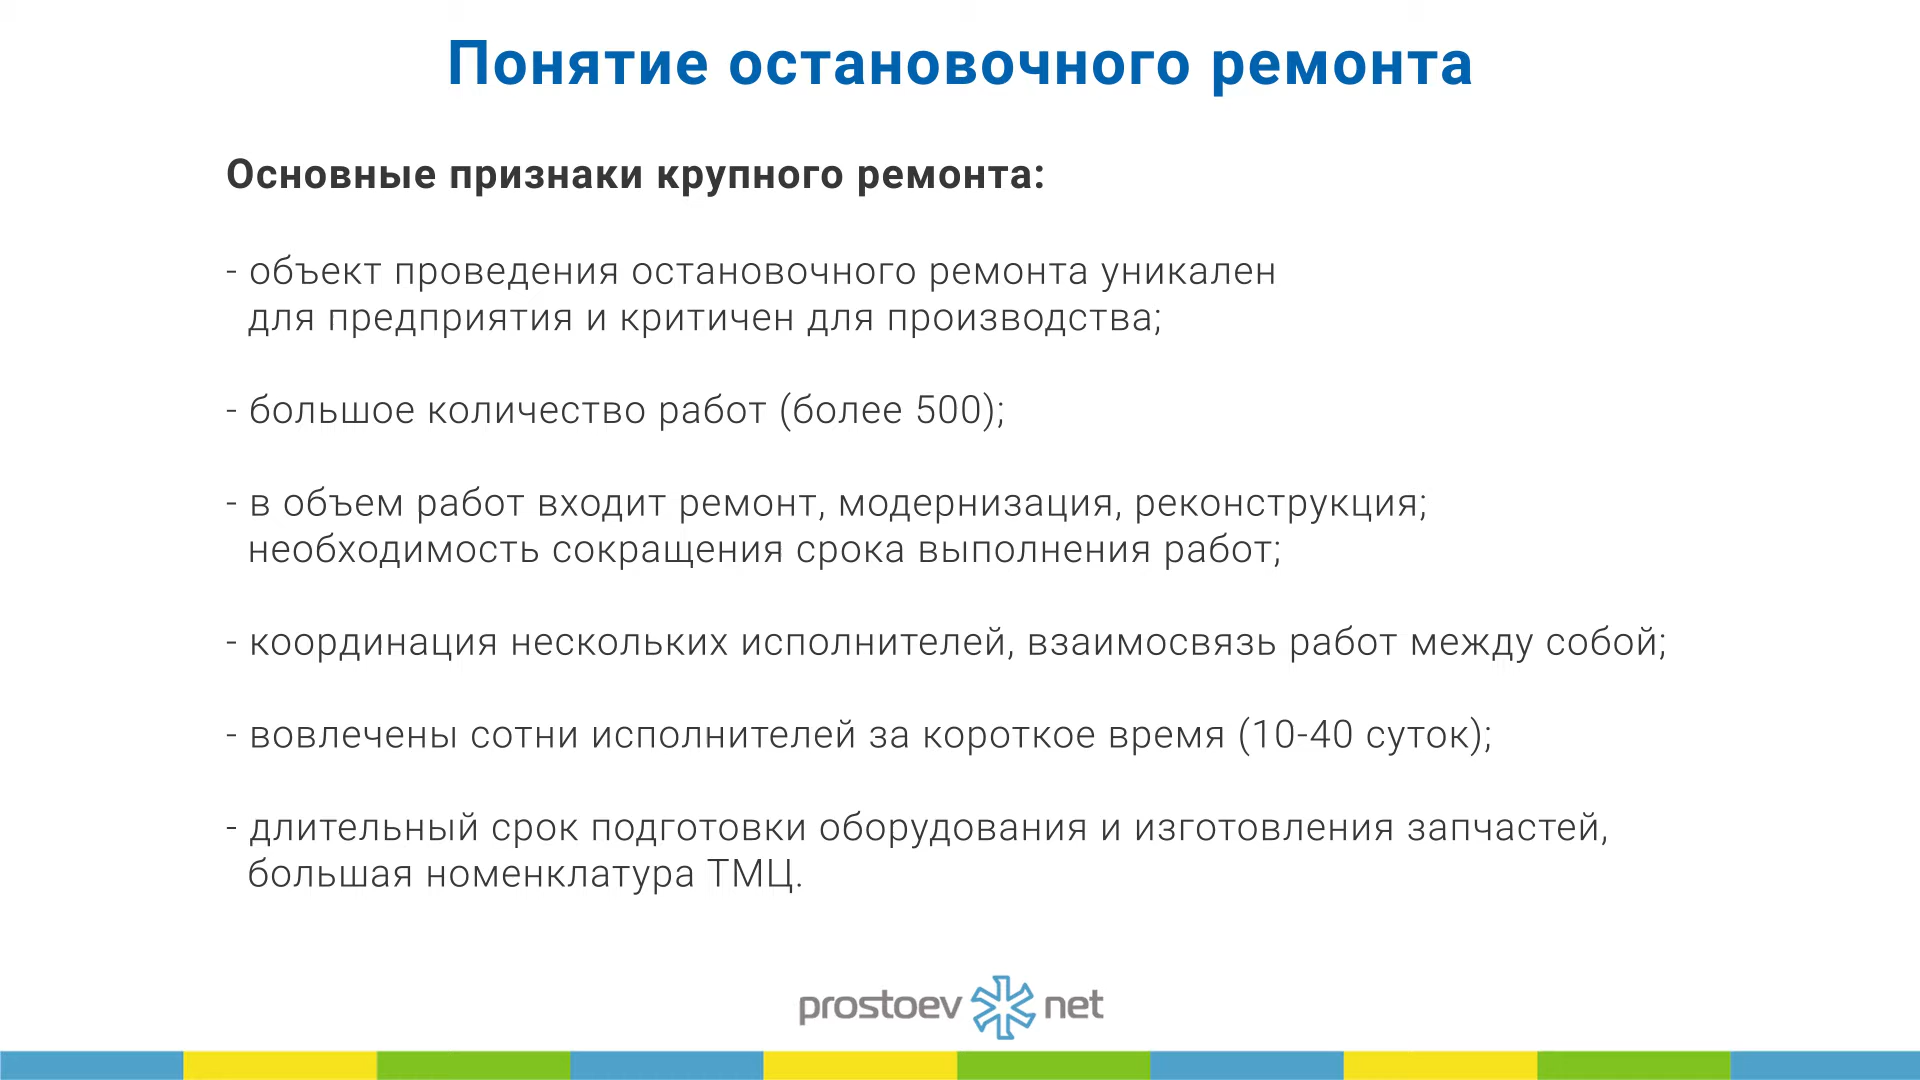 Понятие остановочного ремонта
Основные признаки крупного ремонта:
- объект проведения остановочного ремонта уникален
для предприятия и критичен для производства;
- большое количество работ (более 500);
- в объем работ входит ремонт, модернизация, реконструкция;
необходимость сокращения срока выполнения работ;
- координация нескольких исполнителей, взаимосвязь работ между собой;
- вовлечены сотни исполнителей за короткое время (10-40 суток);
- длительный срок подготовки оборудования и изготовления запчастей,
большая номенклатура ТМЦ.
prostoev net